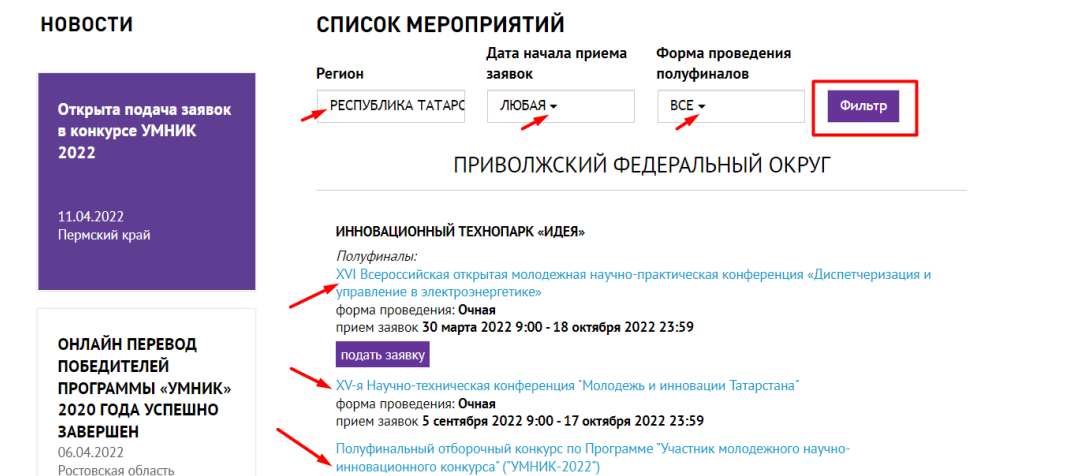 НОВОСТИ
Открыта подача заявок
в конкурсе УМНИК
2022
11.04.2022
Пермский край
ОНЛАЙН ПЕРЕВОД
ПОБЕДИТЕЛЕЙ
ПРОГРАММЫ «УМНИК»
2020 ГОДА УСПЕШНО
ЗАВЕРШЕН
06.04.2022
Ростовская область
СПИСОК МЕРОПРИЯТИЙ
Регион
РЕСПУБЛИКА ТАТАРС
Дата начала приема
заявок
ЛЮБАЯ
Форма проведения
полуфиналов
ВСЕ
Фильтр
ПРИВОЛЖСКИЙ ФЕДЕРАЛЬНЫЙ ОКРУГ
ИННОВАЦИОННЫЙ ТЕХНОПАРК «ИДЕЯ»
Полуфиналы:
XVI Всероссийская открытая молодежная научно-практическая конференция «Диспетчеризация и
управление в электроэнергетике»
форма проведения: Очная
прием заявок 30 марта 2022 9:00 - 18 октября 2022 23:59
подать заявку
XV-я Научно-техническая конференция "Молодежь и инновации Татарстана"
форма проведения: Очная
прием заявок 5 сентября 2022 9:00 - 17 октября 2022 23:59
Полуфинальный отборочный конкурс по Программе "Участник молодежного научно-
инновационного конкурса" ("УМНИК-2022")